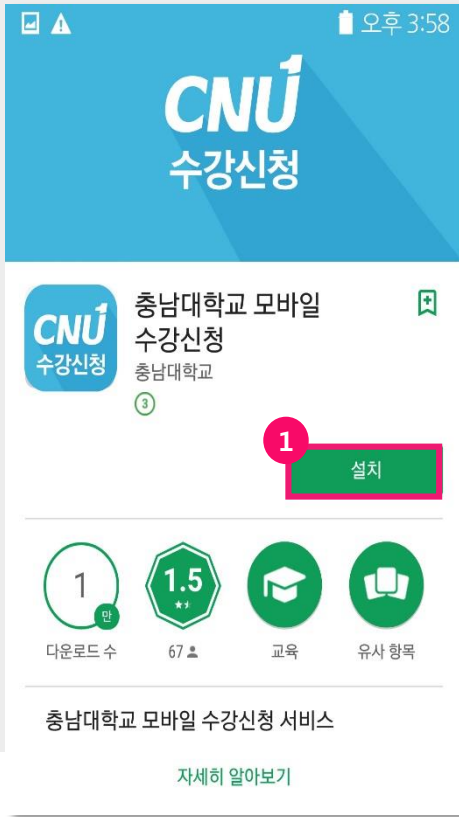 오후 3:58
CNU1
수강신청
충남대학교 모바일
수강신청
충남대학교
3
CNU1
수강신청
1
설치
1
만
1.5
다운로드 수
67
교육
유사 항목
충남대학교 모바일 수강신청 서비스
자세히 알아보기